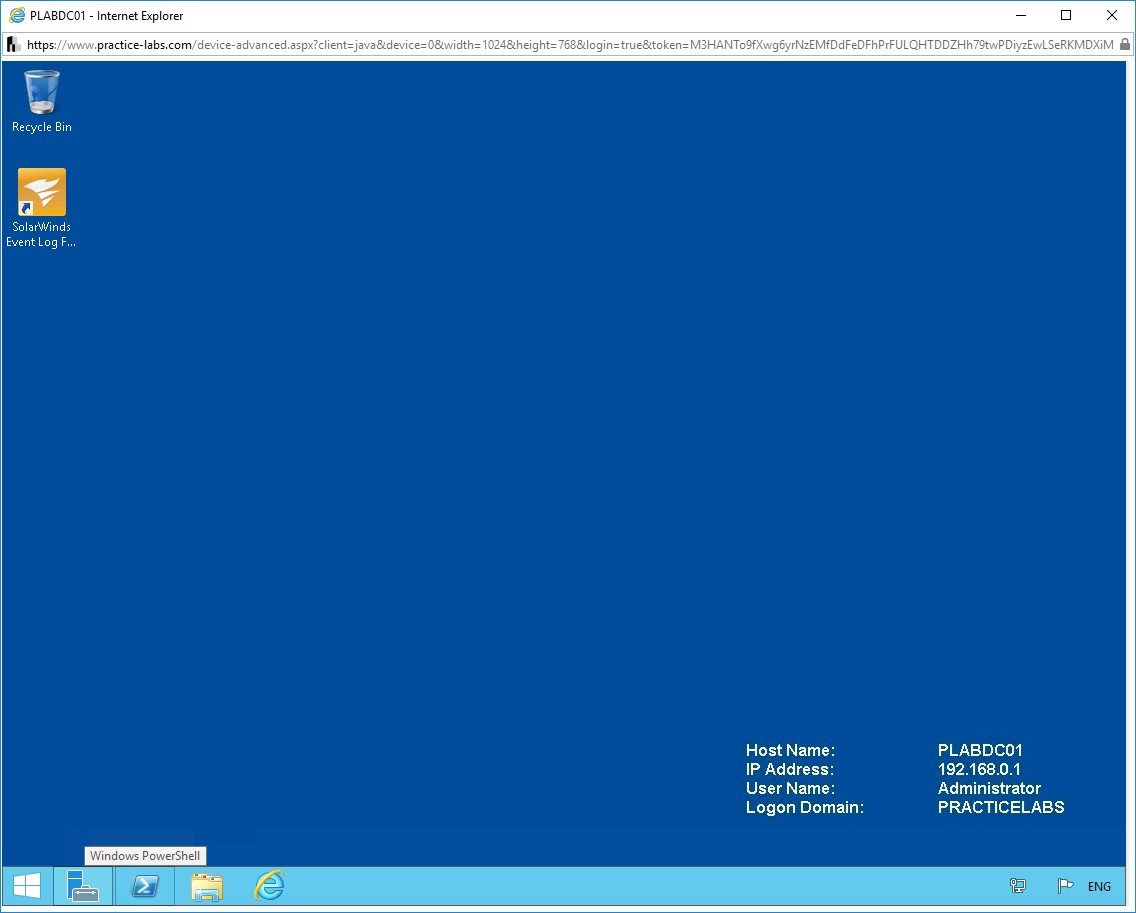 PLABDC01 - Internet Explorer
https://www.practice-labs.com/device-advanced.aspx?client=java&device=0&width=1024&height=768&login=true&token=M3HANTo9fXwg6yrNzEMfDdFeDFhPrFULQHTDDZHh79twPDiyzEwLSeRKMDXiM
Recycle Bin
SolarWinds
Event Log F...
Host Name: PLABDC01
IP Address: 192.168.0.1
User Name: Administrator
Logon Domain: PRACTICELABS
Windows PowerShell
ENG